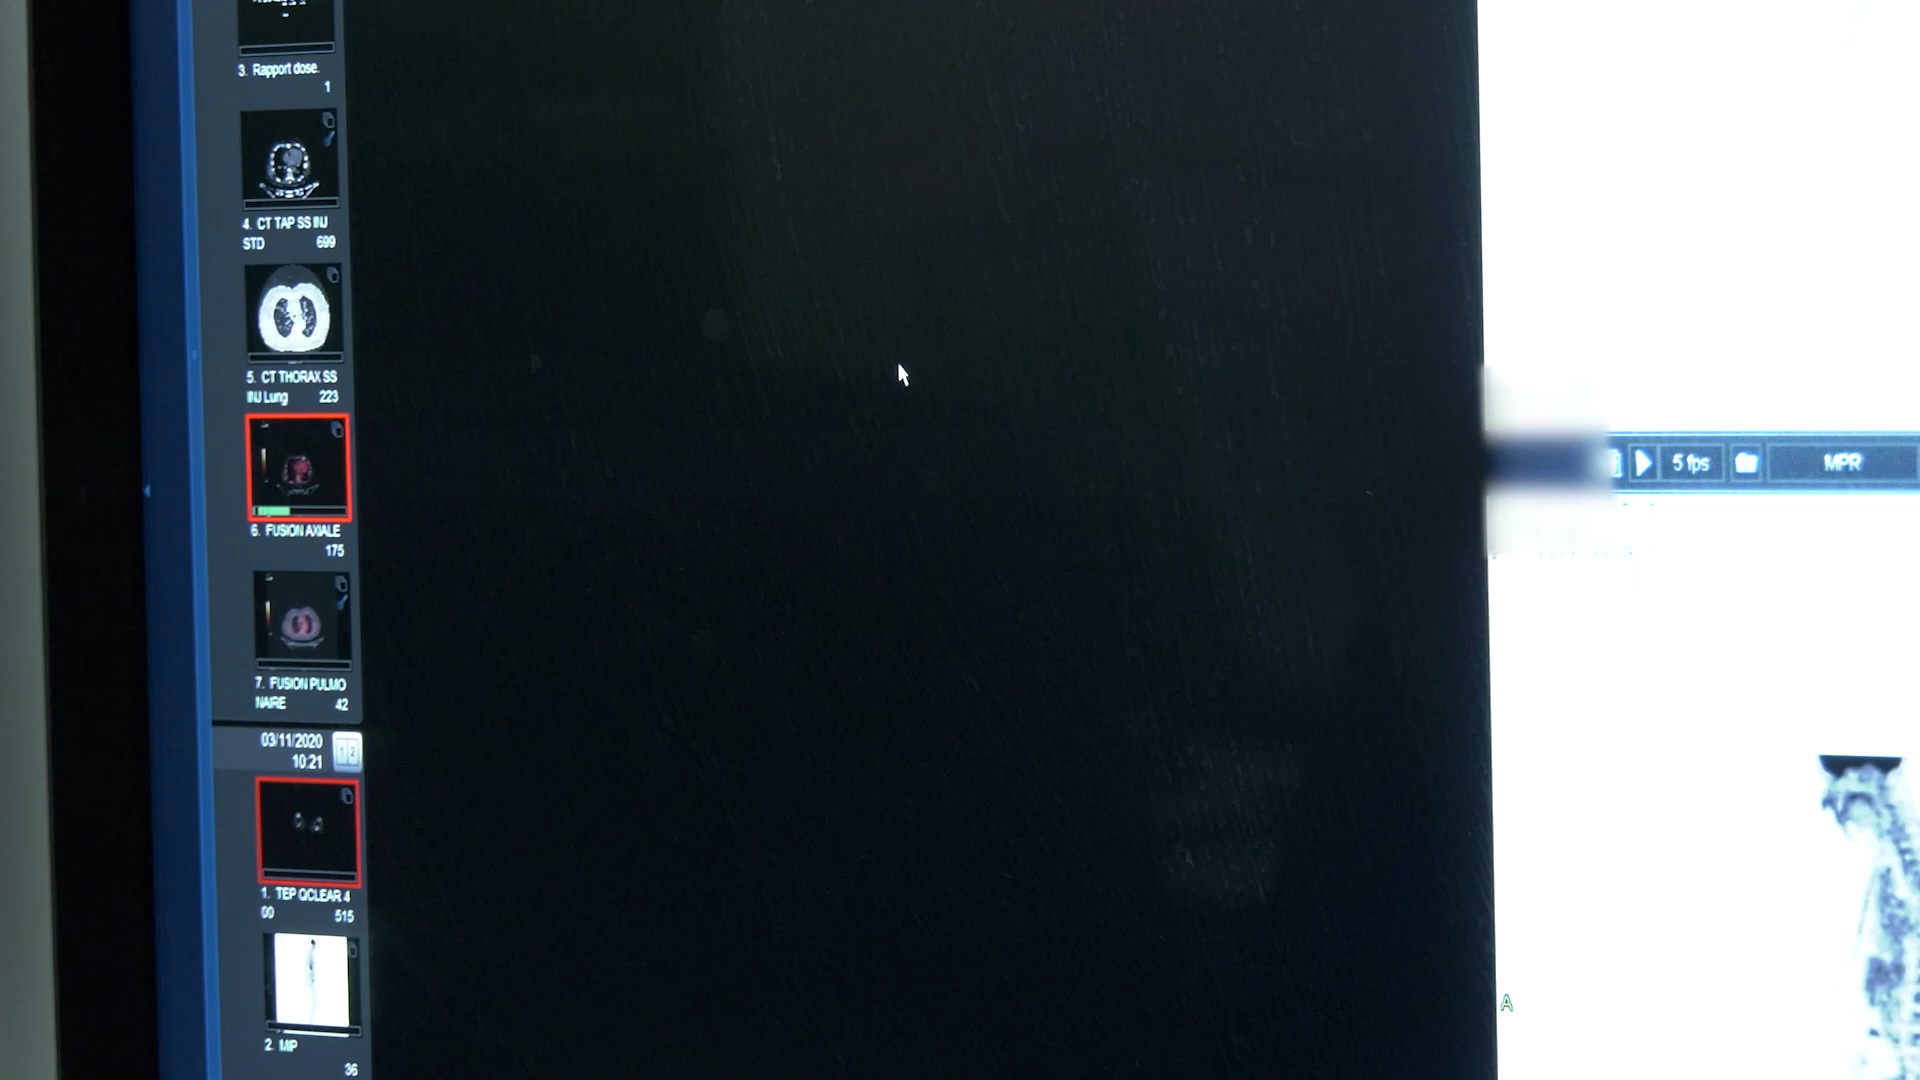 3. Rapport dose.
1
4. CT TAP SS INJ
STD 699
5. CT THORAX SS
INJ Lung 223
6. FUSION AXIALE
175
7. FUSION PULMO
NAIRE 42
03/11/2020
10:21
1 2
1. TEP QCLEAR 4
00 515
2. MIP
36
5 fps
MPR
A